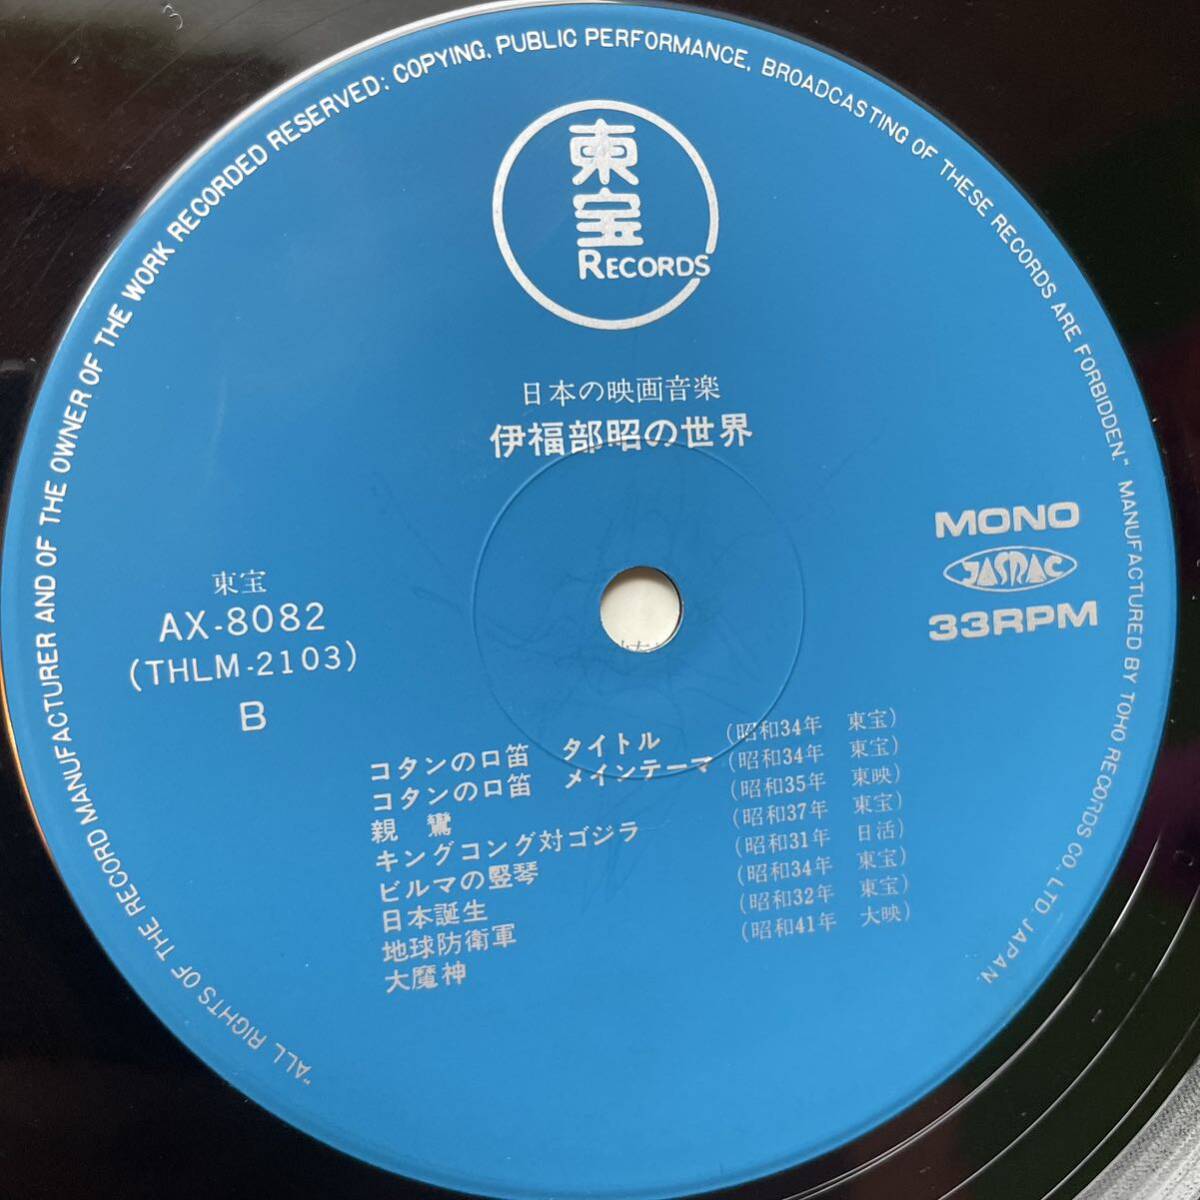 "ALL RIGHTS OF THE RECORD MANUFACTURER AND OF THE OWNER OF THE WORK RECORDED RESERVED; COPYING, PUBLIC PERFORMANCE, BROADCASTING OF THESE RECORDS ARE FORBIDDEN." MANUFACTURED BY TOHO RECORDS CO., LTD. JAPAN.
東宝
RECORDS
日本の映画音楽
伊福部昭の世界
MONO
JASRAC
33RPM
東宝
AX-8082
(THLM-2103)
B
コタンの口笛 タイトル (昭和34年 東宝)
コタンの口笛 メインテーマ (昭和34年 東宝)
親鸞 (昭和35年 東映)
キングコング対ゴジラ (昭和37年 東宝)
ビルマの竪琴 (昭和31年 日活)
日本誕生 (昭和34年 東宝)
地球防衛軍 (昭和32年 東宝)
大魔神 (昭和41年 大映)